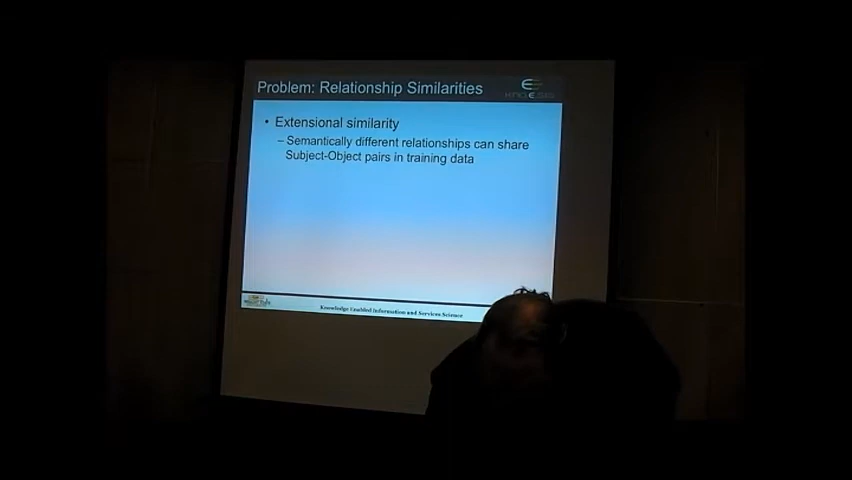 Problem: Relationship Similarities
• Extensional similarity
– Semantically different relationships can share
Subject-Object pairs in training data
Knowledge Enabled Information and Services Science